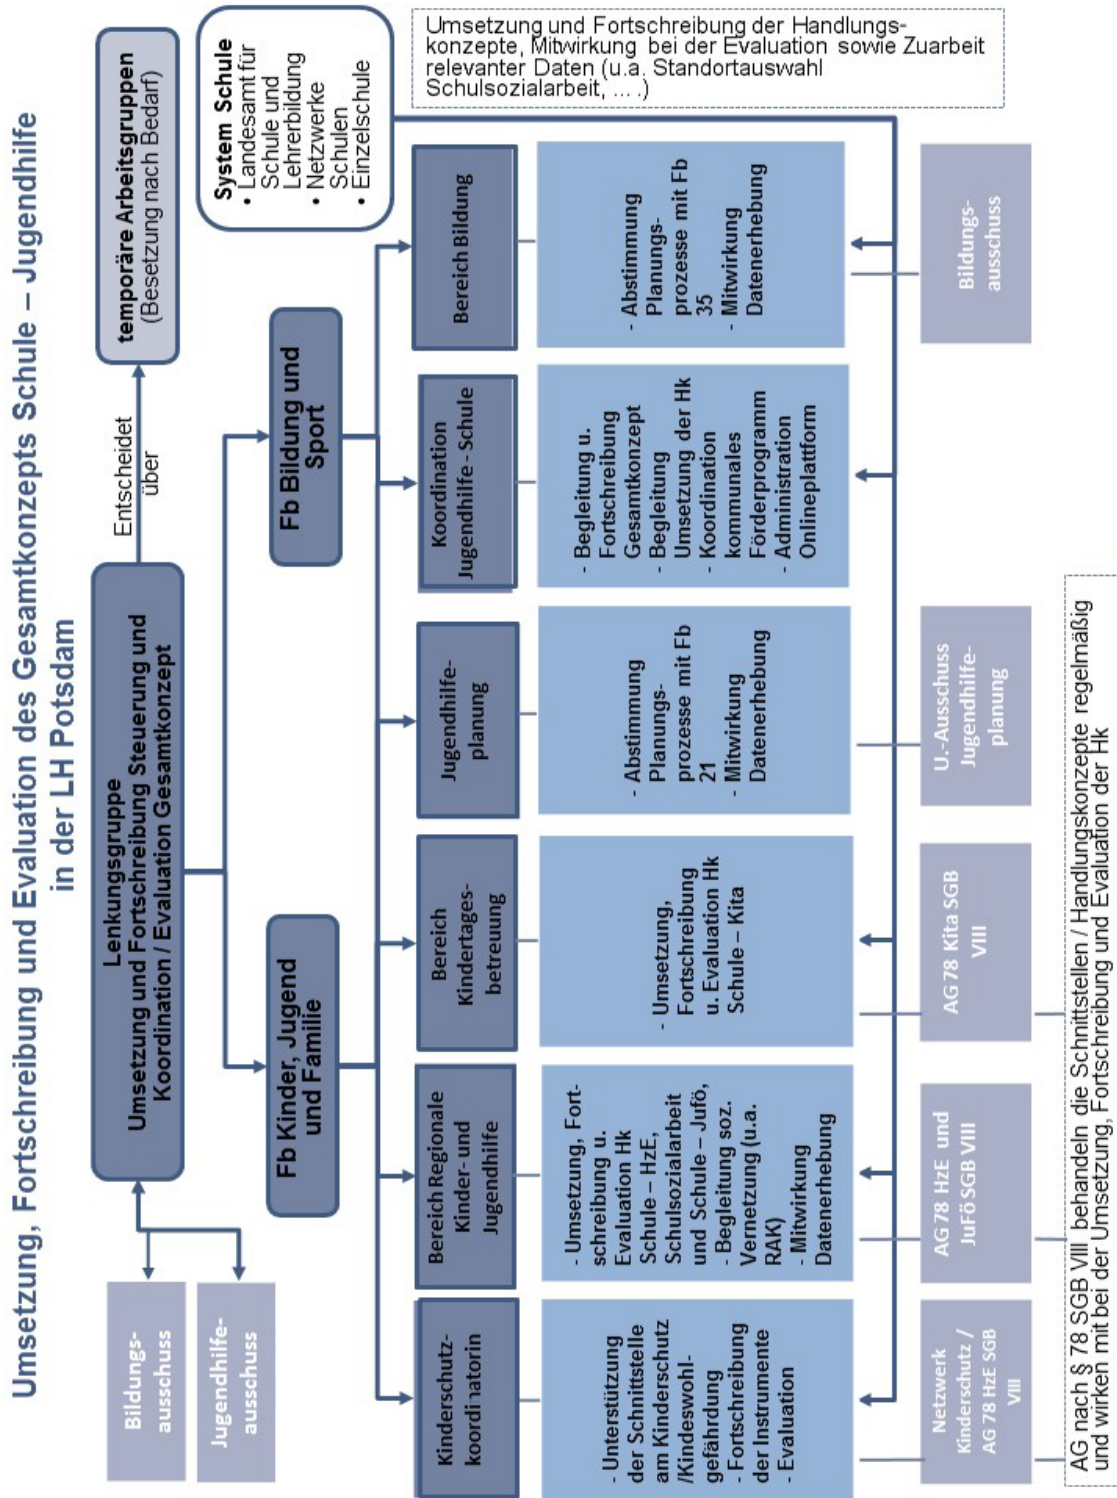 Umsetzung, Fortschreibung und Evaluation des Gesamtkonzepts Schule – Jugendhilfe
in der LH Potsdam
Bildungs-
ausschuss
Jugendhilfe-
ausschuss
Lenkungsgruppe
Umsetzung und Fortschreibung Steuerung und
Koordination / Evaluation Gesamtkonzept
Entscheidet
über
temporäre Arbeitsgruppen
(Besetzung nach Bedarf)
Fb Kinder, Jugend
und Familie
Fb Bildung und
Sport
System Schule
• Landesamt für
Schule und
Lehrerbildung
• Netzwerke
Schulen
• Einzelschule
Umsetzung und Fortschreibung der Handlungs-
konzepte, Mitwirkung bei der Evaluation sowie Zuarbeit
relevanter Daten (u.a. Standortauswahl
Schulsozialarbeit, ... .)
Kinderschutz-
koordinatorin
Bereich Regionale
Kinder- und
Jugendhilfe
Bereich
Kindertages-
betreuung
Jugendhilfe-
planung
Koordination
Jugendhilfe - Schule
Bereich Bildung
- Unterstützung
der Schnittstelle
am Kinderschutz
/Kindeswohl-
gefährdung
- Fortschreibung
der Instrumente
- Evaluation
- Umsetzung, Fort-
schreibung u.
Evaluation Hk
Schule – HzE,
Schulsozialarbeit
und Schule – Jufö,
- Begleitung soz.
Vernetzung (u.a.
RAK)
- Mitwirkung
Datenerhebung
- Umsetzung,
Fortschreibung
u. Evaluation Hk
Schule – Kita
- Abstimmung
Planungs-
prozesse mit Fb
21
- Mitwirkung
Datenerhebung
- Begleitung u.
Fortschreibung
Gesamtkonzept
- Begleitung
Umsetzung der Hk
- Koordination
kommunales
Förderprogramm
- Administration
Onlineplattform
- Abstimmung
Planungs-
prozesse mit Fb
35
- Mitwirkung
Datenerhebung
Netzwerk
Kinderschutz /
AG 78 HzE SGB
VIII
AG 78 HzE und
JuFö SGB VIII
AG 78 Kita SGB
VIII
U.-Ausschuss
Jugendhilfe-
planung
Bildungs-
ausschuss
AG nach § 78 SGB VIII behandeln die Schnittstellen / Handlungskonzepte regelmäßig
und wirken mit bei der Umsetzung, Fortschreibung und Evaluation der Hk